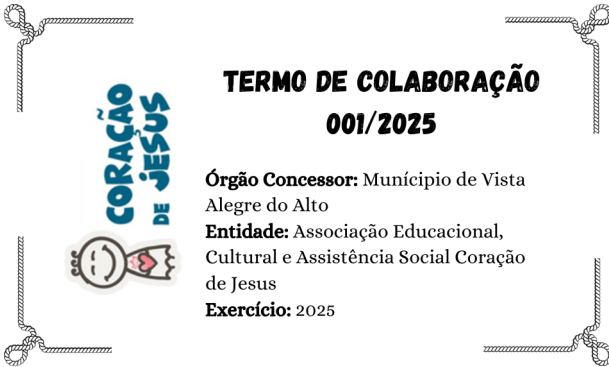 CORAÇÃO
DE JESUS
TERMO DE COLABORAÇÃO
001/2025
Órgão Concessor: Munícipio de Vista
Alegre do Alto
Entidade: Associação Educacional,
Cultural e Assistência Social Coração
de Jesus
Exercício: 2025